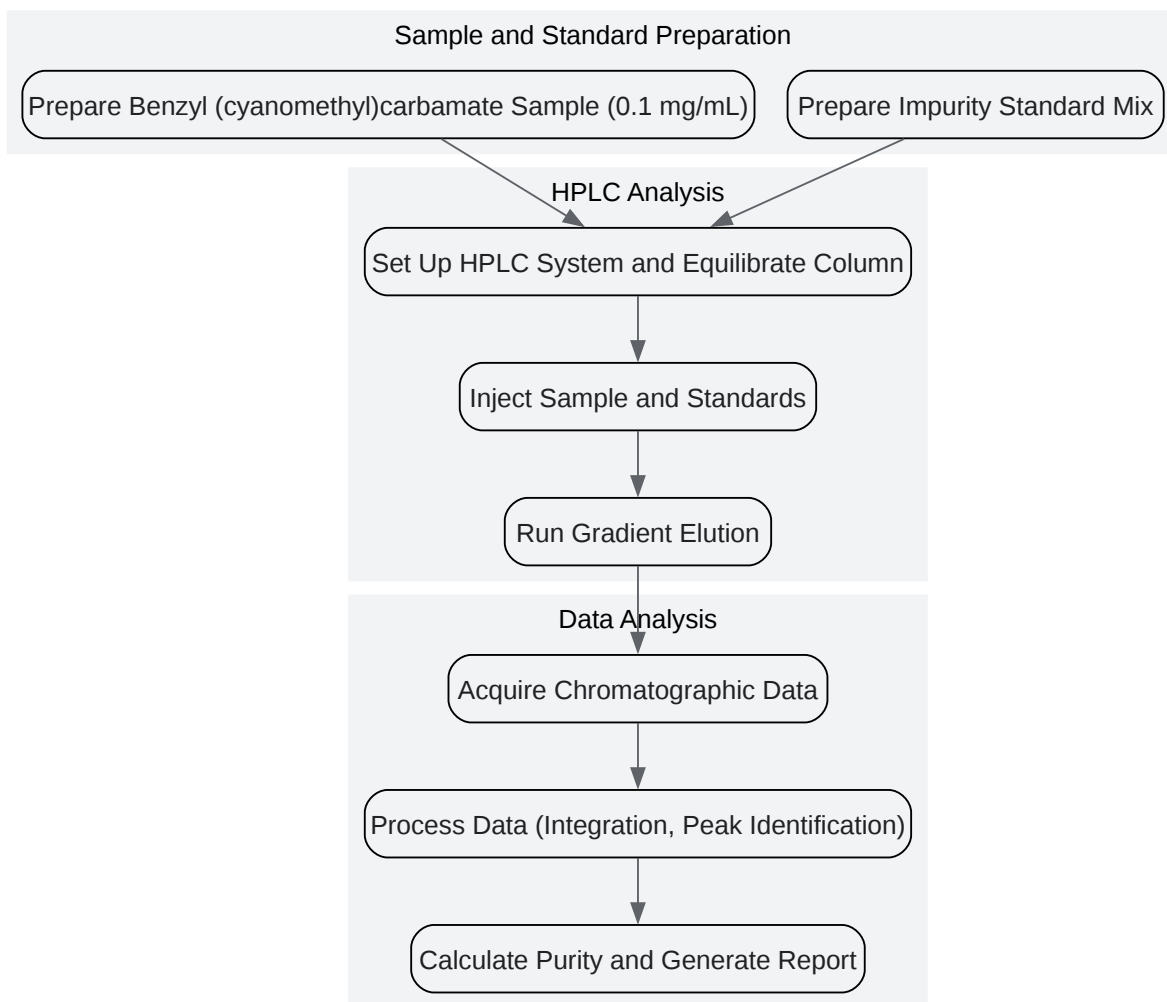 Sample and Standard Preparation
Prepare Benzyl (cyanomethyl)carbamate Sample (0.1 mg/mL)
Prepare Impurity Standard Mix
HPLC Analysis
Set Up HPLC System and Equilibrate Column
Inject Sample and Standards
Run Gradient Elution
Data Analysis
Acquire Chromatographic Data
Process Data (Integration, Peak Identification)
Calculate Purity and Generate Report